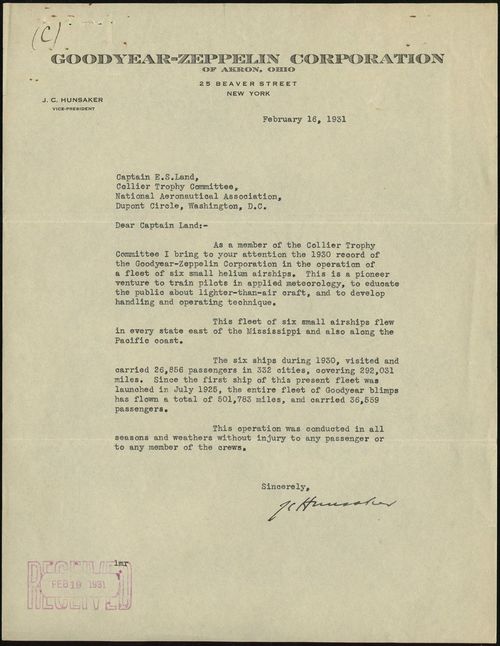 (C)
GOODYEAR-ZEPPELIN CORPORATION
OF AKRON, OHIO
25 BEAVER STREET
NEW YORK
J. C. HUNSAKER
VICE-PRESIDENT
February 16, 1931
Captain E.S.Land,
Collier Trophy Committee,
National Aeronautical Association,
Dupont Circle, Washington, D.C.
Dear Captain Land:-
As a member of the Collier Trophy
Committee I bring to your attention the 1930 record of
the Goodyear-Zeppelin Corporation in the operation of
a fleet of six small helium airships. This is a pioneer
venture to train pilots in applied meteorology, to educate
the public about lighter-than-air craft, and to develop
handling and operating technique.
This fleet of six small airships flew
in every state east of the Mississippi and also along the
Pacific coast.
The six ships during 1930, visited and
carried 26,856 passengers in 332 cities, covering 292,031
miles. Since the first ship of this present fleet was
launched in July 1925, the entire fleet of Goodyear blimps
has flown a total of 501,783 miles, and carried 36,559
passengers.
This operation was conducted in all
seasons and weathers without injury to any passenger or
to any member of the crews.
Sincerely,
JC Hunsaker
lmr
RECEIVED
FEB 19 1931
RECEIVED